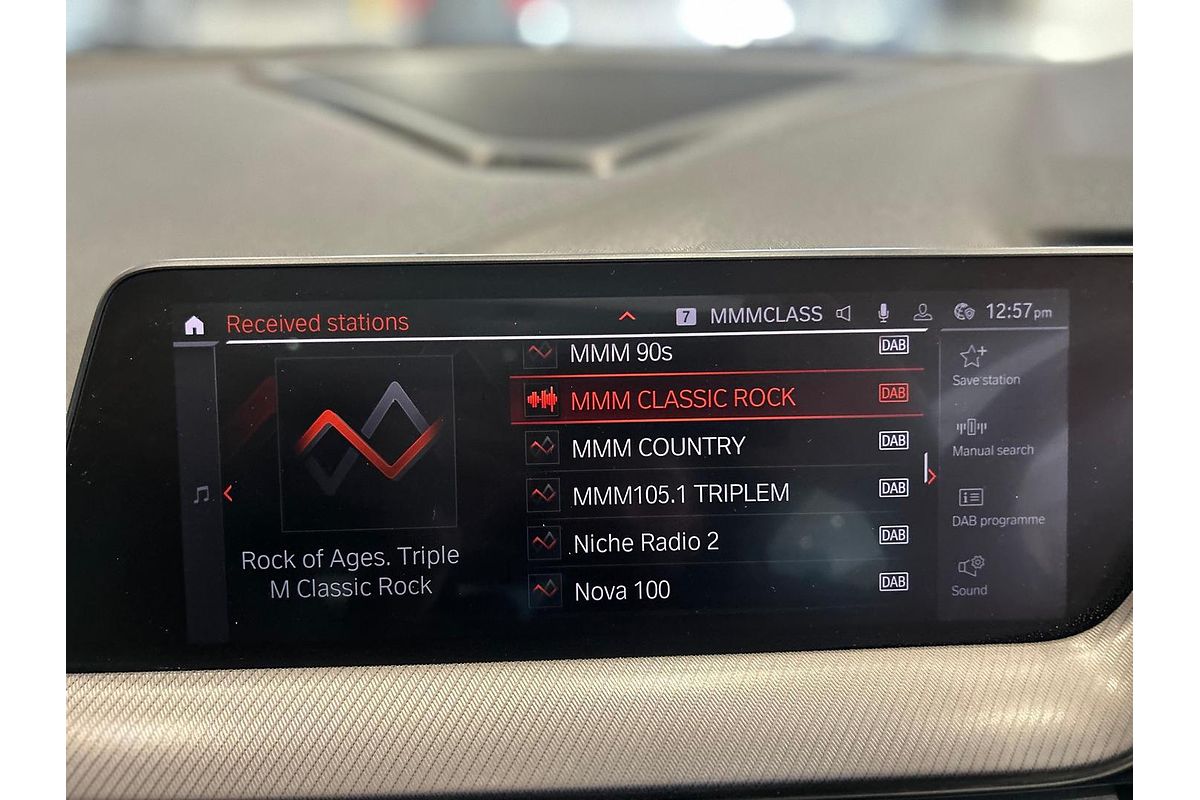 Received stations
7 MMMCLASS 12:57pm
MMM 90s DAB
MMM CLASSIC ROCK DAB
MMM COUNTRY DAB
MMM105.1 TRIPLEM DAB
Niche Radio 2 DAB
Nova 100 DAB
Rock of Ages. Triple
M Classic Rock
Save station
Manual search
DAB programme
Sound